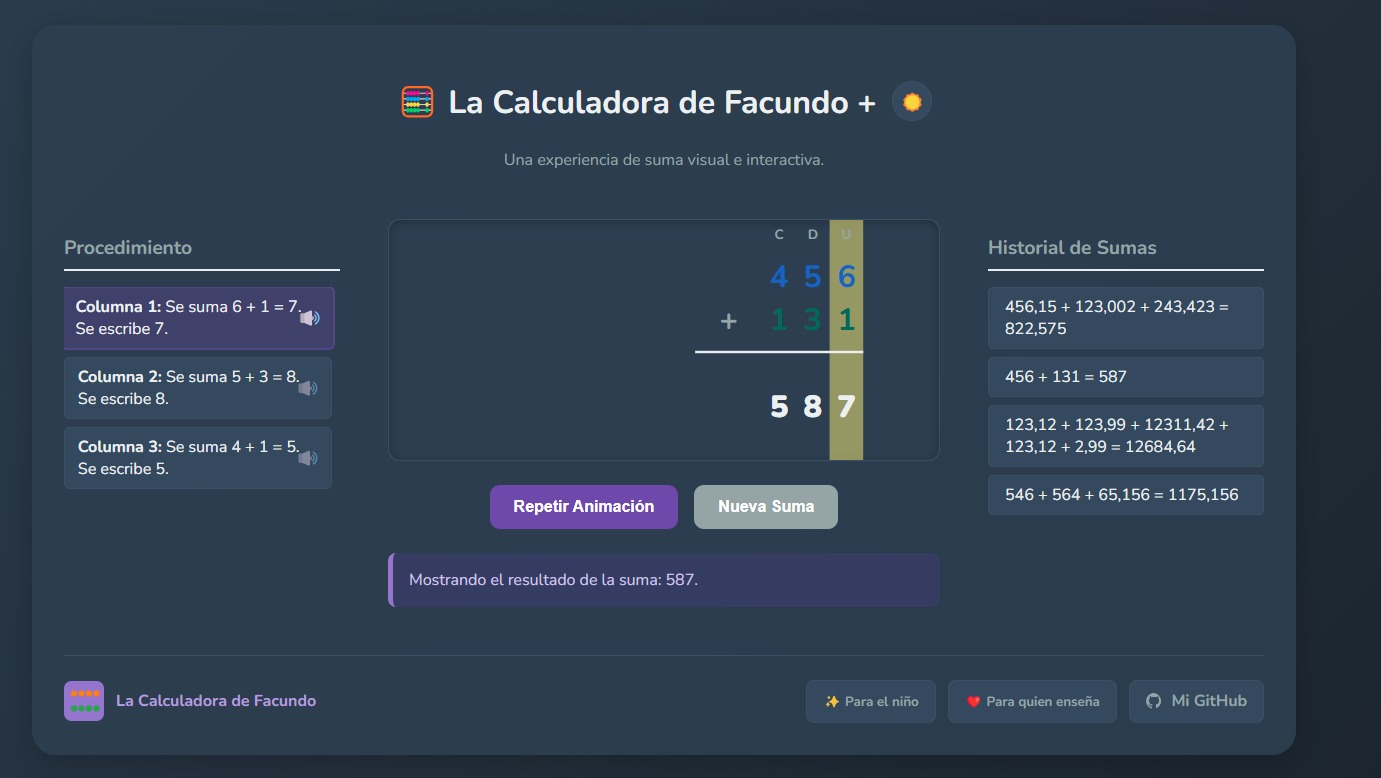 La Calculadora de Facundo +
Una experiencia de suma visual e interactiva.
Procedimiento
Columna 1: Se suma 6 + 1 = 7.
Se escribe 7.
Columna 2: Se suma 5 + 3 = 8.
Se escribe 8.
Columna 3: Se suma 4 + 1 = 5.
Se escribe 5.
C D U
4 5 6
+ 1 3 1
5 8 7
Repetir Animación
Nueva Suma
Mostrando el resultado de la suma: 587.
Historial de Sumas
456,15 + 123,002 + 243,423 =
822,575
456 + 131 = 587
123,12 + 123,99 + 12311,42 +
123,12 + 2,99 = 12684,64
546 + 564 + 65,156 = 1175,156
La Calculadora de Facundo
Para el niño
Para quien enseña
Mi GitHub